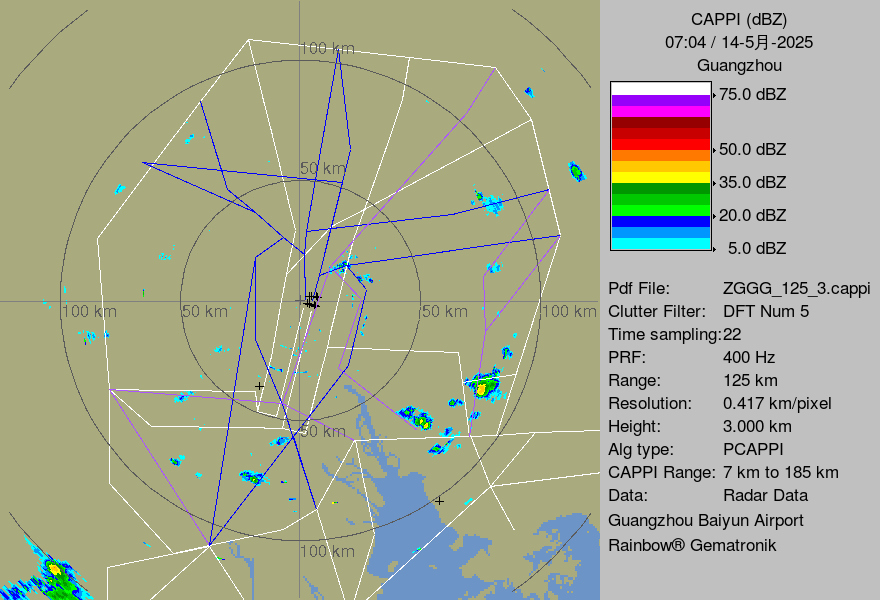 CAPPI (dBZ)
07:04 / 14-5月-2025
Guangzhou
75.0 dBZ
50.0 dBZ
35.0 dBZ
20.0 dBZ
5.0 dBZ
Pdf File: ZGGG_125_3.cappi
Clutter Filter: DFT Num 5
Time sampling:22
PRF: 400 Hz
Range: 125 km
Resolution: 0.417 km/pixel
Height: 3.000 km
Alg type: PCAPPI
CAPPI Range: 7 km to 185 km
Data: Radar Data
Guangzhou Baiyun Airport
Rainbow® Gematronik
100 km
50 km
100 km
50 km
50 km
100 km
50 km
100 km